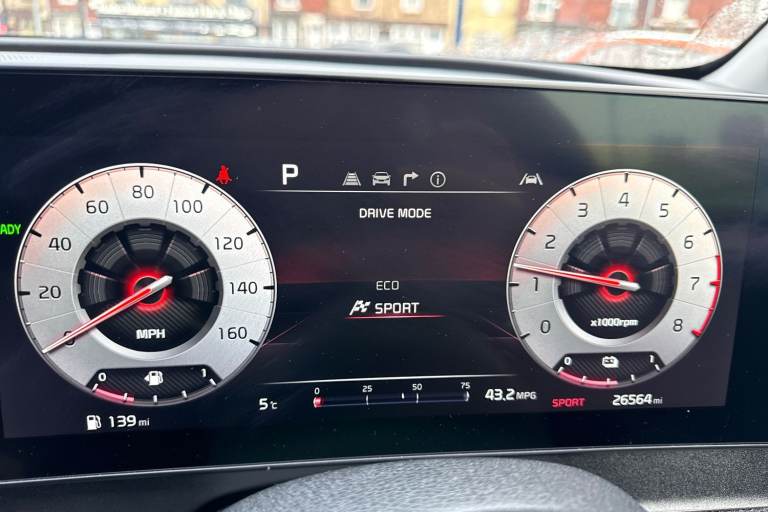 P
DRIVE MODE
ECO
SPORT
READY
0 20 40 60 80 100 120 140 160
MPH
0 1
139 mi
5°C
0 25 50 75
43.2 MPG
0 1 2 3 4 5 6 7 8
x1000rpm
0 1
SPORT
26564 mi